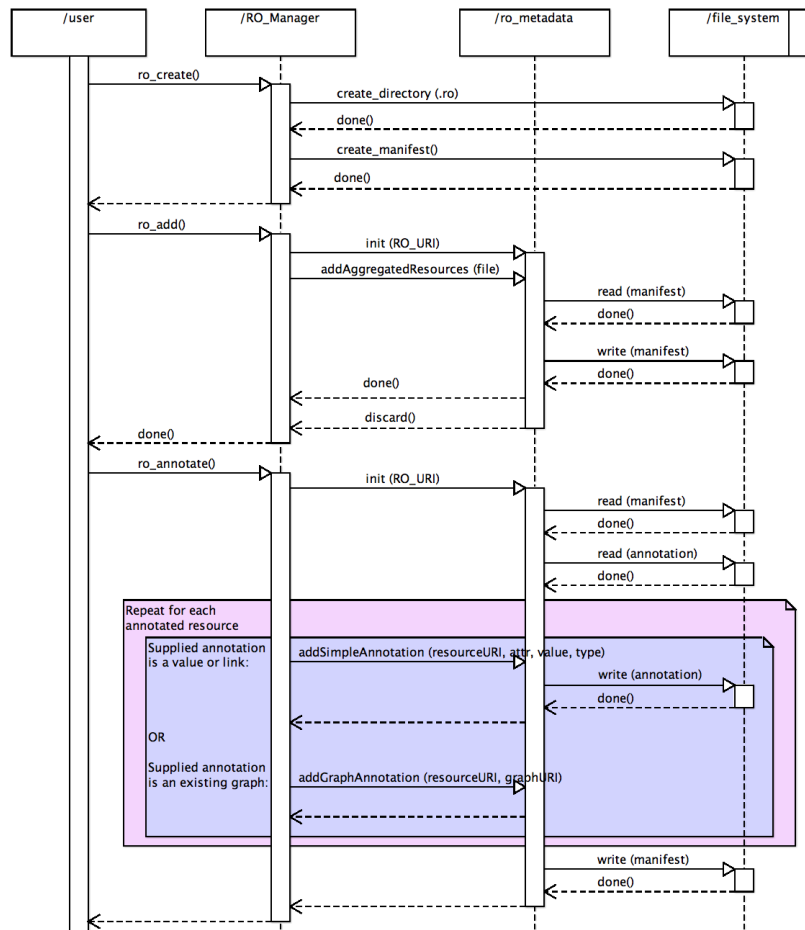 /user
/RO_Manager
/ro_metadata
/file_system
ro_create()
create_directory (.ro)
done()
create_manifest()
done()
ro_add()
init (RO_URI)
addAggregatedResources (file)
read (manifest)
done()
write (manifest)
done()
done()
discard()
done()
ro_annotate()
init (RO_URI)
read (manifest)
done()
read (annotation)
done()
Repeat for each
annotated resource
Supplied annotation
is a value or link:
addSimpleAnnotation (resourceURI, attr, value, type)
write (annotation)
done()
OR
Supplied annotation
is an existing graph:
addGraphAnnotation (resourceURI, graphURI)
write (manifest)
done()